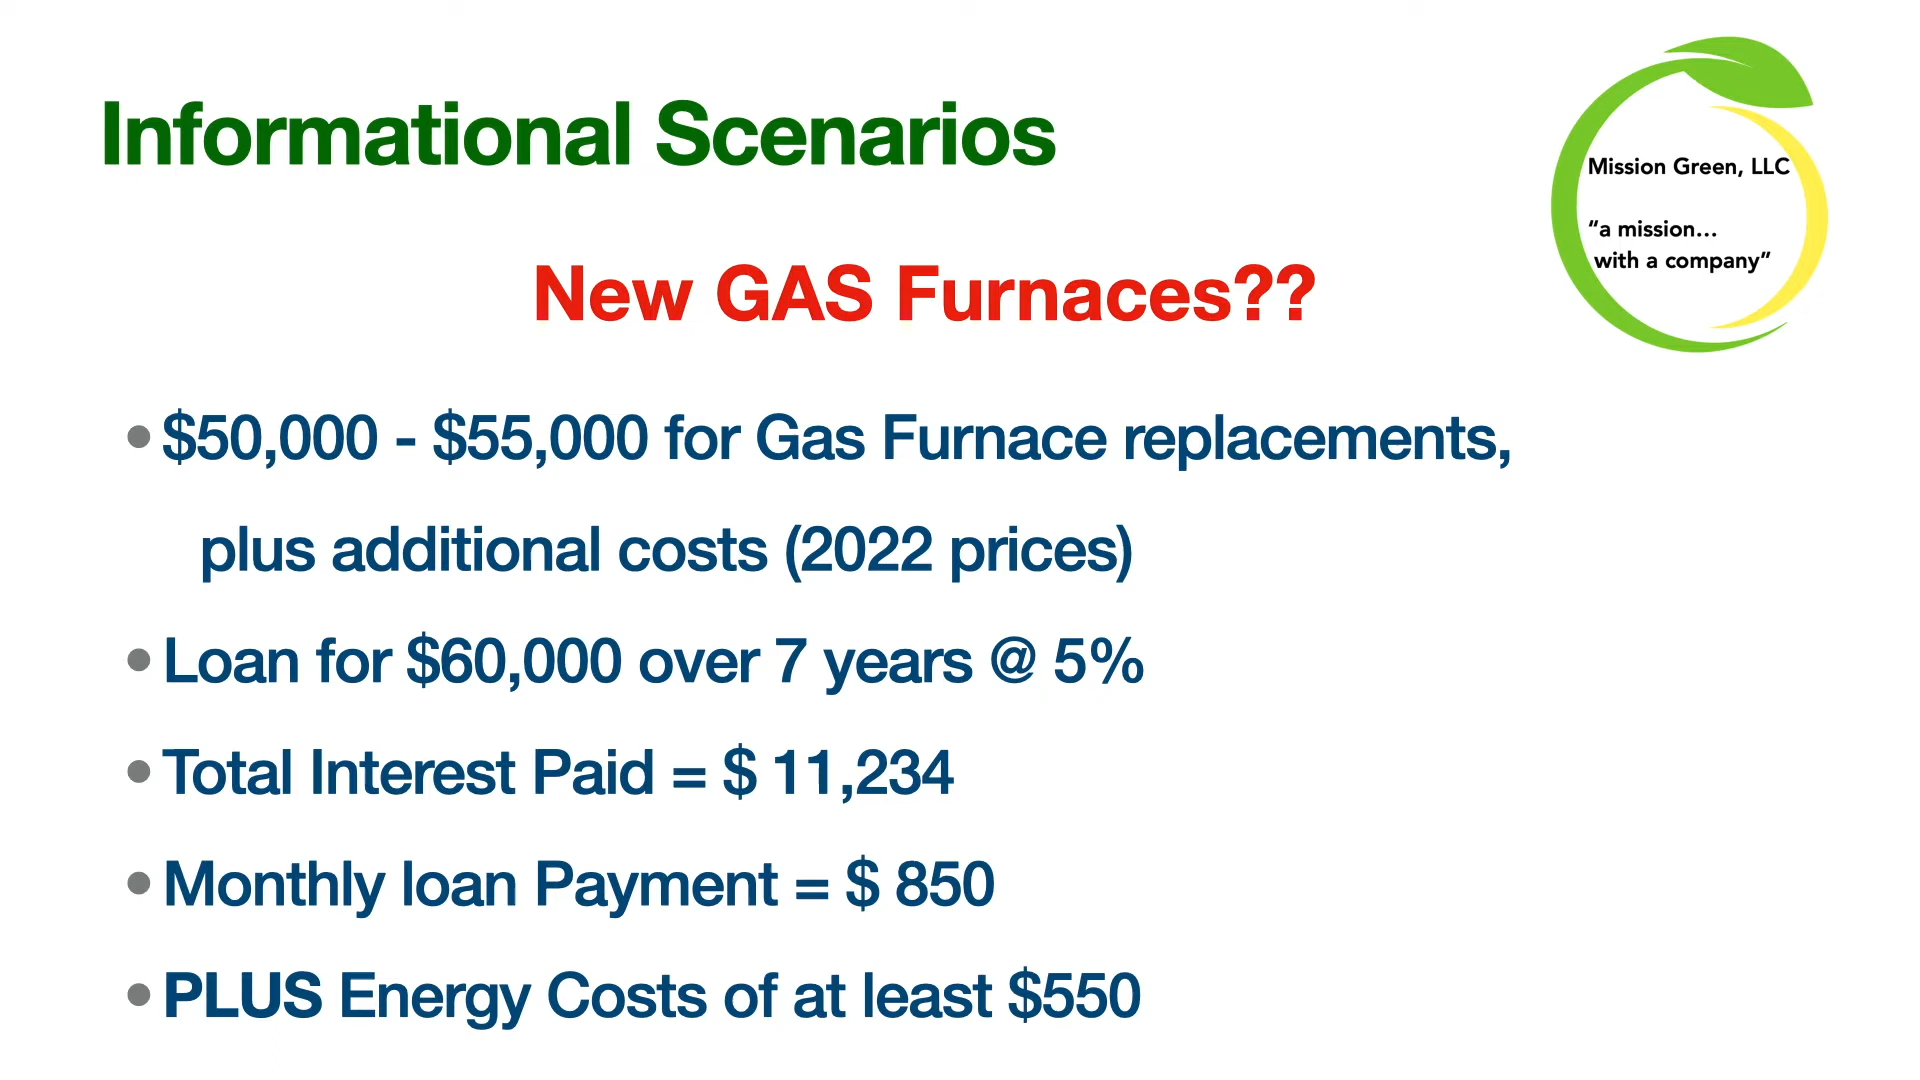 Informational Scenarios
Mission Green, LLC
“a mission...
with a company”
New GAS Furnaces??
•$50,000 - $55,000 for Gas Furnace replacements,
plus additional costs (2022 prices)
•Loan for $60,000 over 7 years @ 5%
•Total Interest Paid = $ 11,234
•Monthly loan Payment = $ 850
•PLUS Energy Costs of at least $550